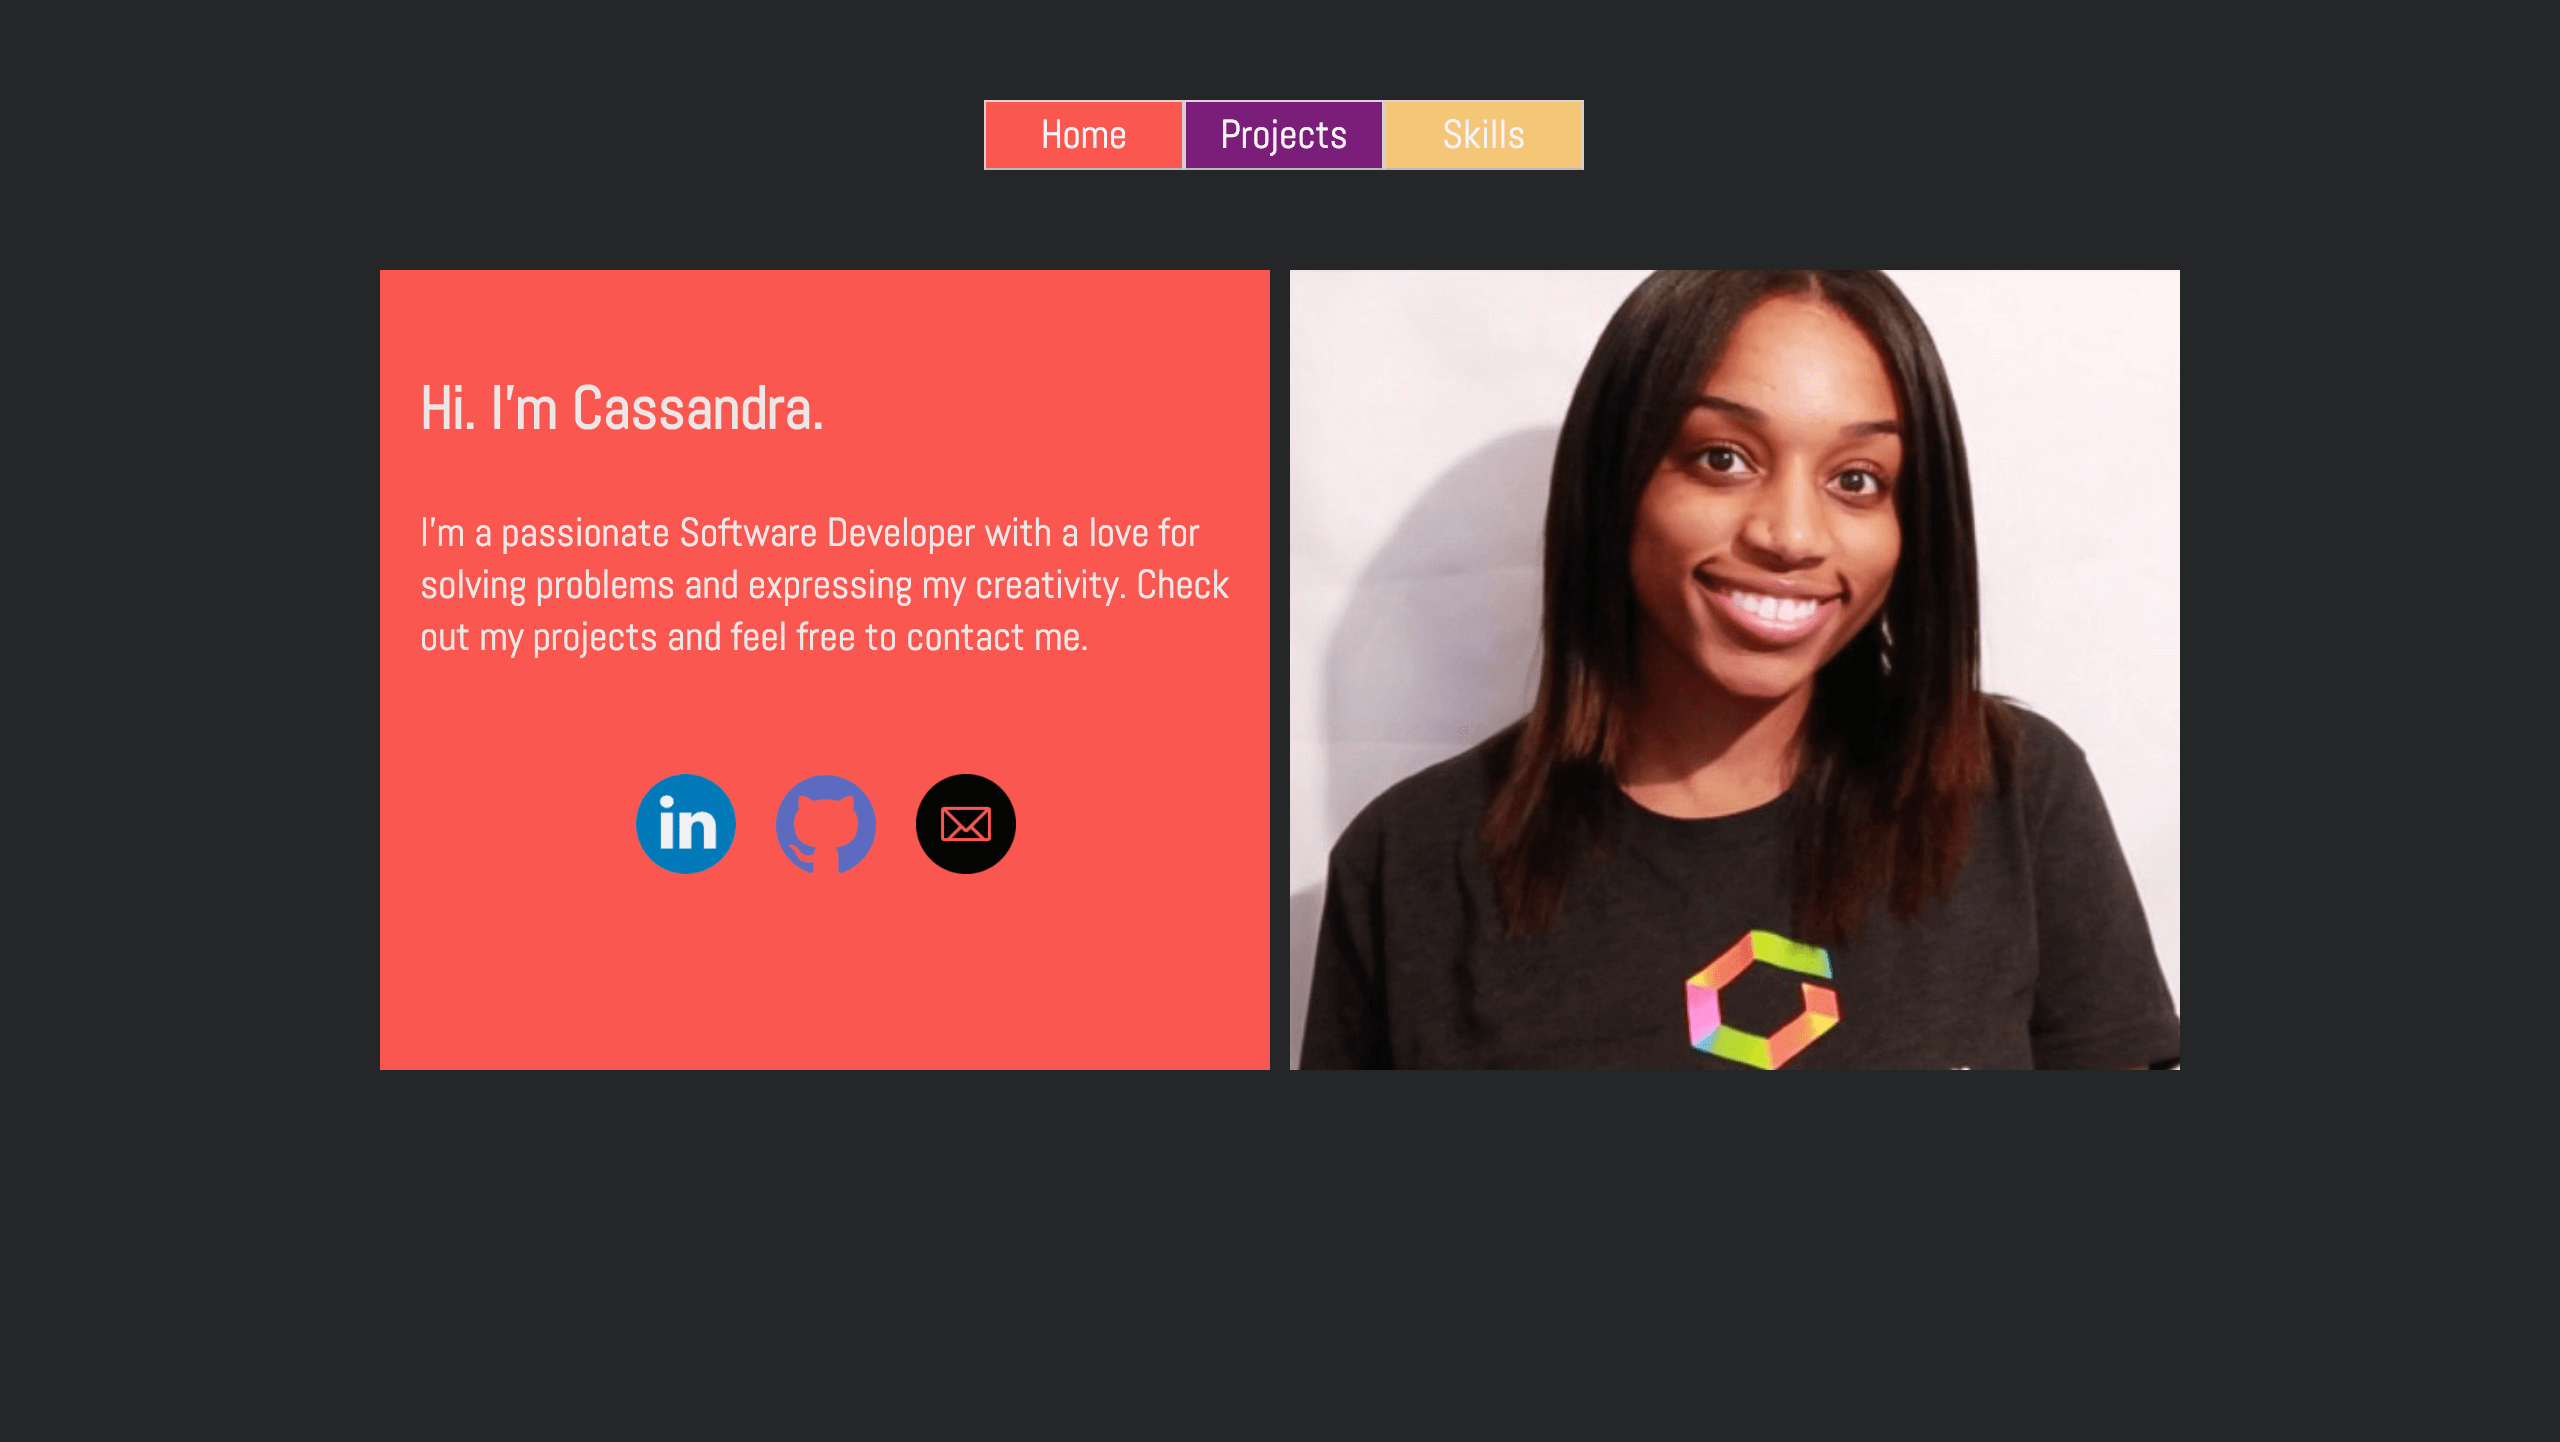 Home
Projects
Skills
Hi. I'm Cassandra.
I'm a passionate Software Developer with a love for
solving problems and expressing my creativity. Check
out my projects and feel free to contact me.
in